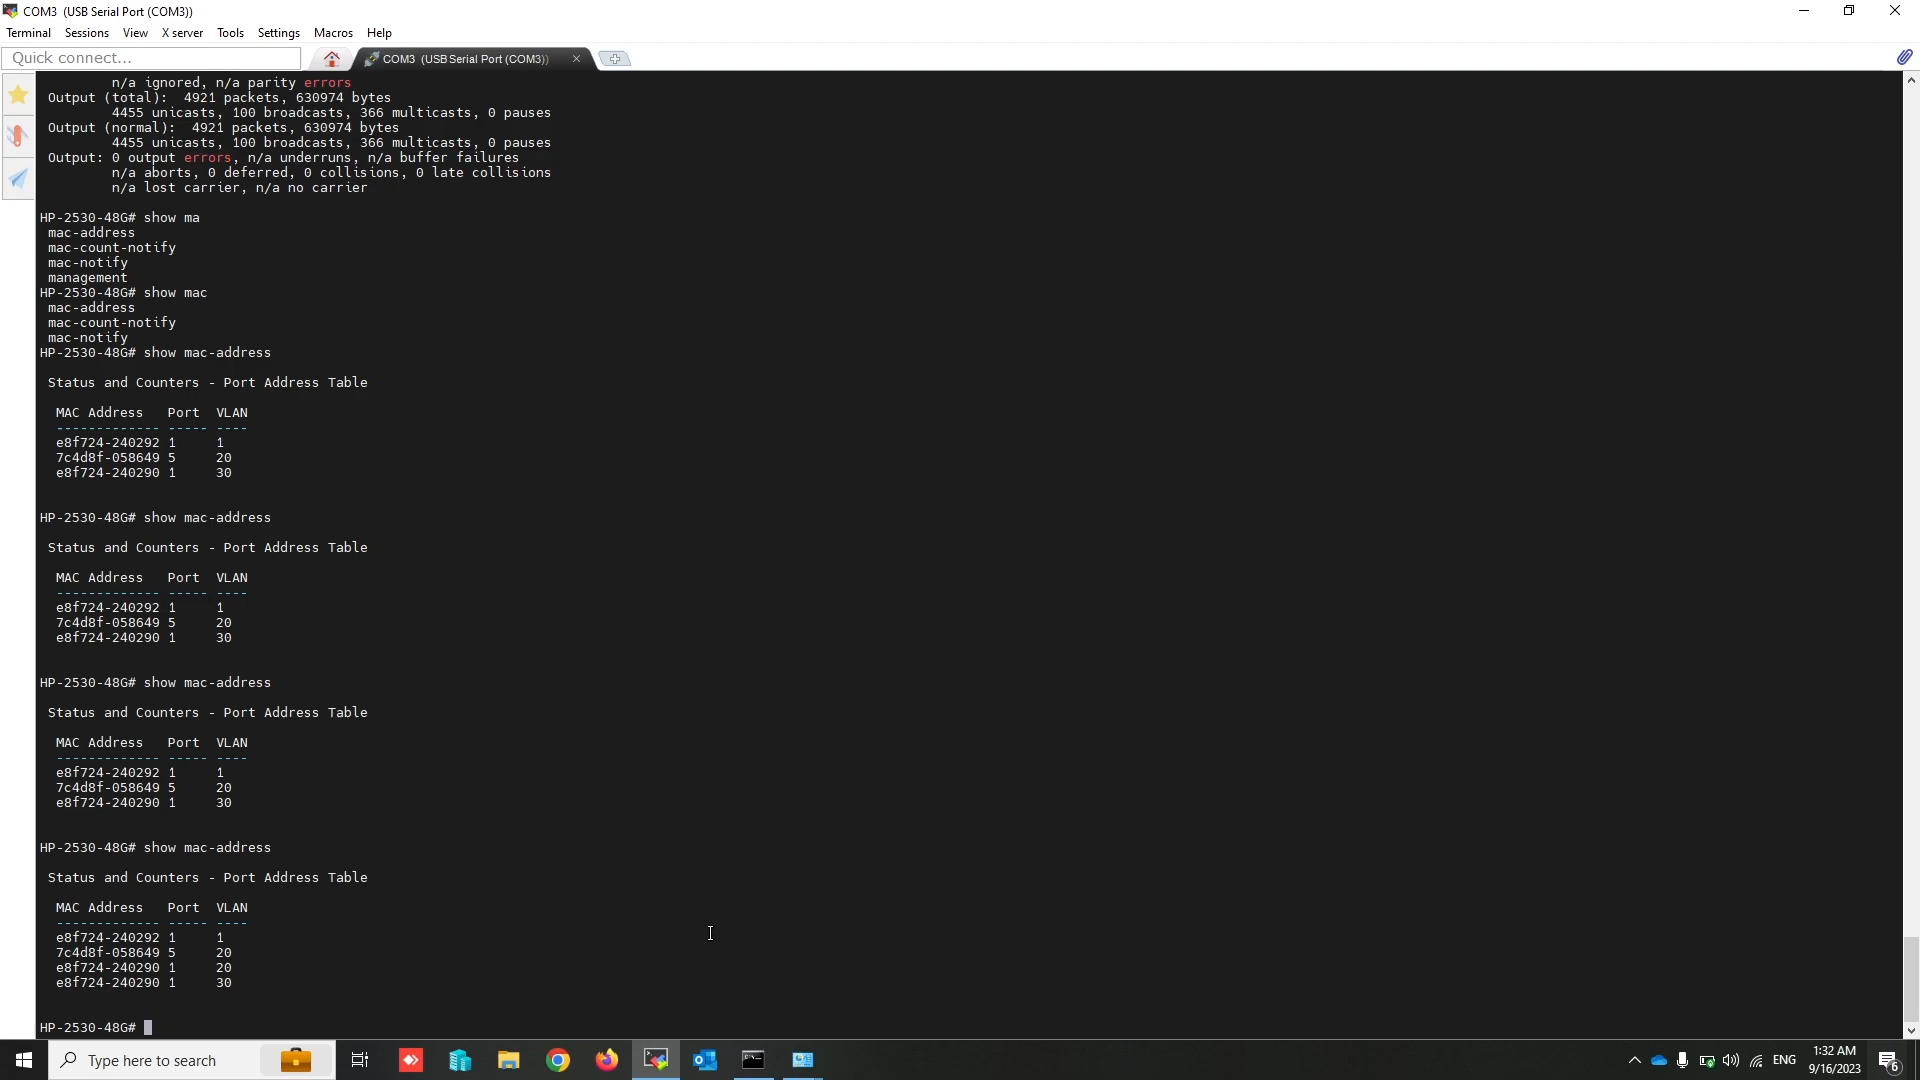 COM3 (USB Serial Port (COM3))
Terminal Sessions View X server Tools Settings Macros Help
Quick connect...
COM3 (USB Serial Port (COM3))
n/a ignored, n/a parity errors
Output (total): 4921 packets, 630974 bytes
4455 unicasts, 100 broadcasts, 366 multicasts, 0 pauses
Output (normal): 4921 packets, 630974 bytes
4455 unicasts, 100 broadcasts, 366 multicasts, 0 pauses
Output: 0 output errors, n/a underruns, n/a buffer failures
n/a aborts, 0 deferred, 0 collisions, 0 late collisions
n/a lost carrier, n/a no carrier
HP-2530-48G# show ma
mac-address
mac-count-notify
mac-notify
management
HP-2530-48G# show mac
mac-address
mac-count-notify
mac-notify
HP-2530-48G# show mac-address
Status and Counters - Port Address Table
MAC Address Port VLAN
------------- ----- ----
e8f724-240292 1 1
7c4d8f-058649 5 20
e8f724-240290 1 30
HP-2530-48G# show mac-address
Status and Counters - Port Address Table
MAC Address Port VLAN
------------- ----- ----
e8f724-240292 1 1
7c4d8f-058649 5 20
e8f724-240290 1 30
HP-2530-48G# show mac-address
Status and Counters - Port Address Table
MAC Address Port VLAN
------------- ----- ----
e8f724-240292 1 1
7c4d8f-058649 5 20
e8f724-240290 1 30
HP-2530-48G# show mac-address
Status and Counters - Port Address Table
MAC Address Port VLAN
------------- ----- ----
e8f724-240292 1 1
7c4d8f-058649 5 20
e8f724-240290 1 20
e8f724-240290 1 30
HP-2530-48G#
Type here to search
ENG
1:32 AM
9/16/2023
6